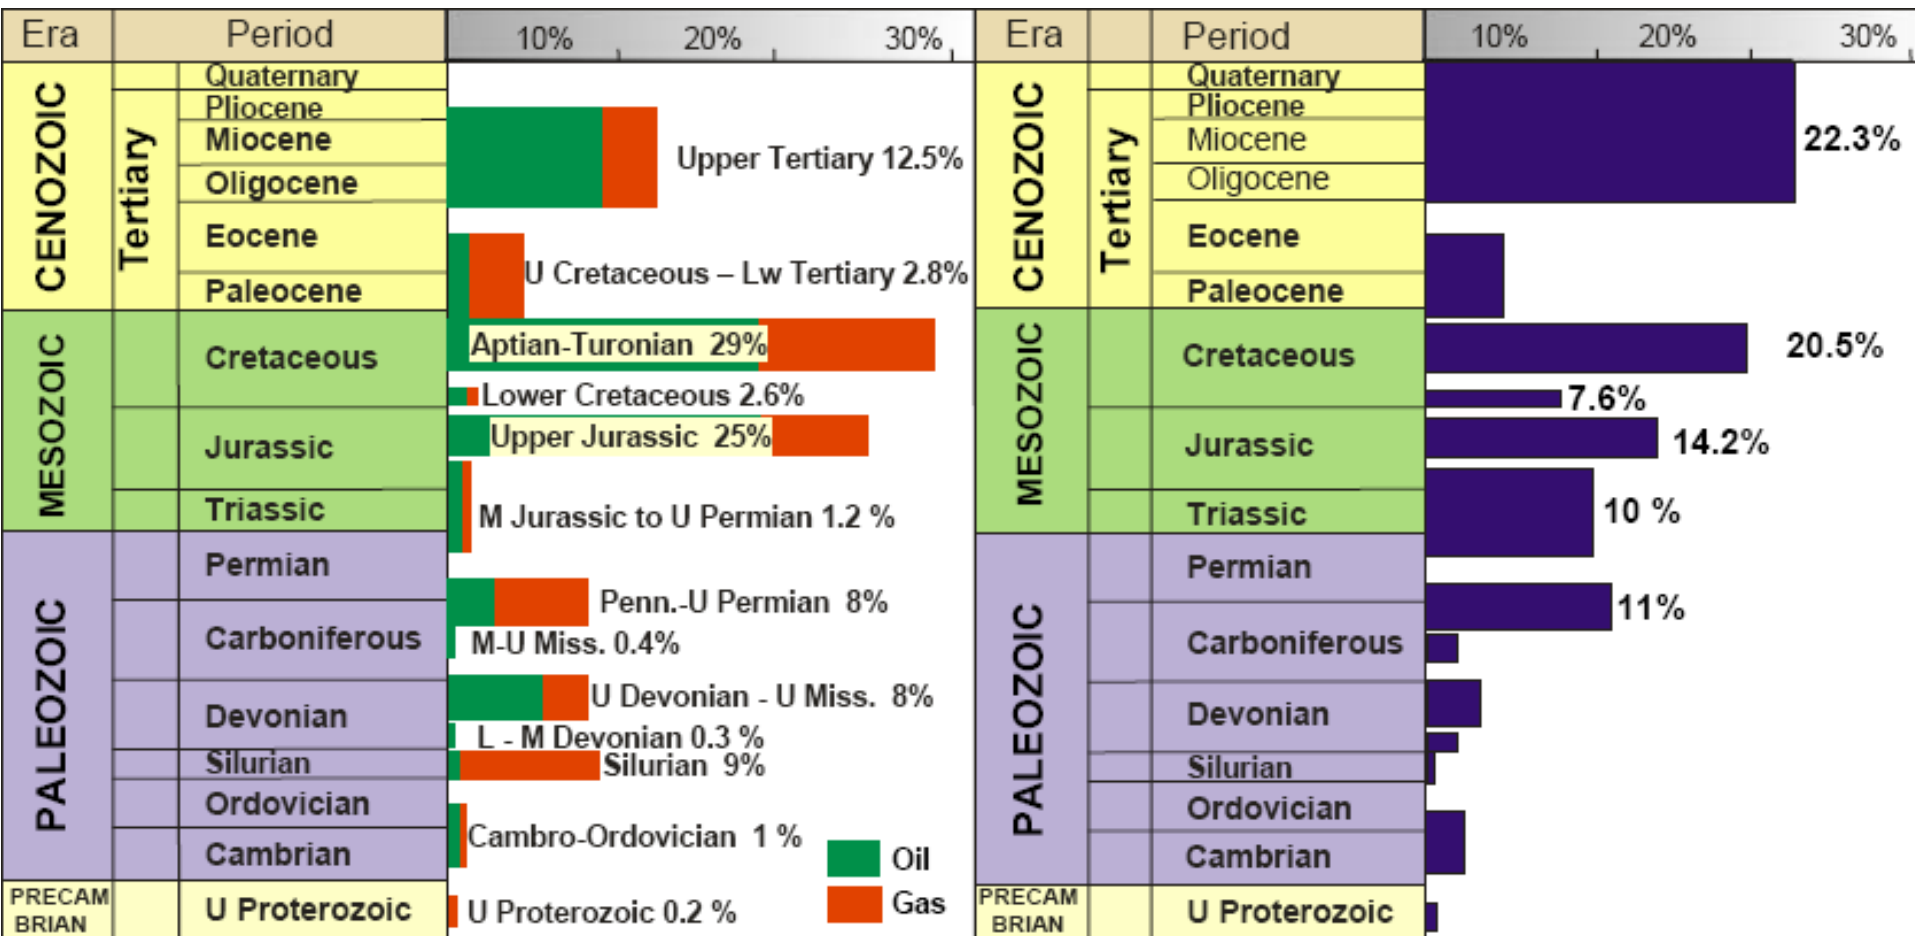 Era Period 10% 20% 30%
CENOZOIC
Tertiary
Quaternary
Pliocene
Miocene
Oligocene
Eocene
Paleocene
MESOZOIC
Cretaceous
Jurassic
Triassic
PALEOZOIC
Permian
Carboniferous
Devonian
Silurian
Ordovician
Cambrian
PRECAM
BRIAN
U Proterozoic
Upper Tertiary 12.5%
U Cretaceous – Lw Tertiary 2.8%
Aptian-Turonian 29%
Lower Cretaceous 2.6%
Upper Jurassic 25%
M Jurassic to U Permian 1.2 %
Penn.-U Permian 8%
M-U Miss. 0.4%
U Devonian - U Miss. 8%
L - M Devonian 0.3 %
Silurian 9%
Cambro-Ordovician 1 %
U Proterozoic 0.2 %
Oil
Gas
Era Period 10% 20% 30%
CENOZOIC
Tertiary
Quaternary
Pliocene
Miocene
Oligocene
Eocene
Paleocene
MESOZOIC
Cretaceous
Jurassic
Triassic
PALEOZOIC
Permian
Carboniferous
Devonian
Silurian
Ordovician
Cambrian
PRECAM
BRIAN
U Proterozoic
22.3%
20.5%
7.6%
14.2%
10 %
11%